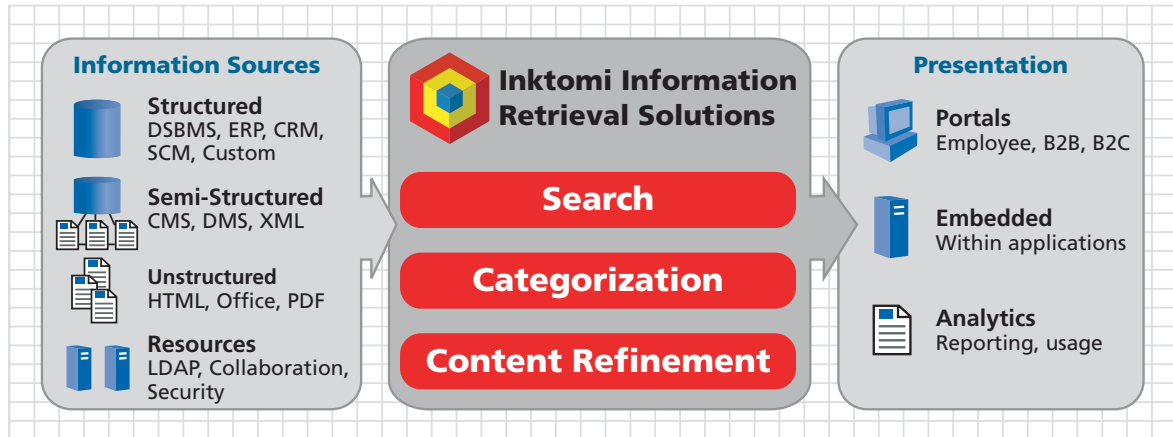 Information Sources
Structured
DSBMS, ERP, CRM,
SCM, Custom
Semi-Structured
CMS, DMS, XML
Unstructured
HTML, Office, PDF
Resources
LDAP, Collaboration,
Security
Inktomi Information
Retrieval Solutions
Search
Categorization
Content Refinement
Presentation
Portals
Employee, B2B, B2C
Embedded
Within applications
Analytics
Reporting, usage